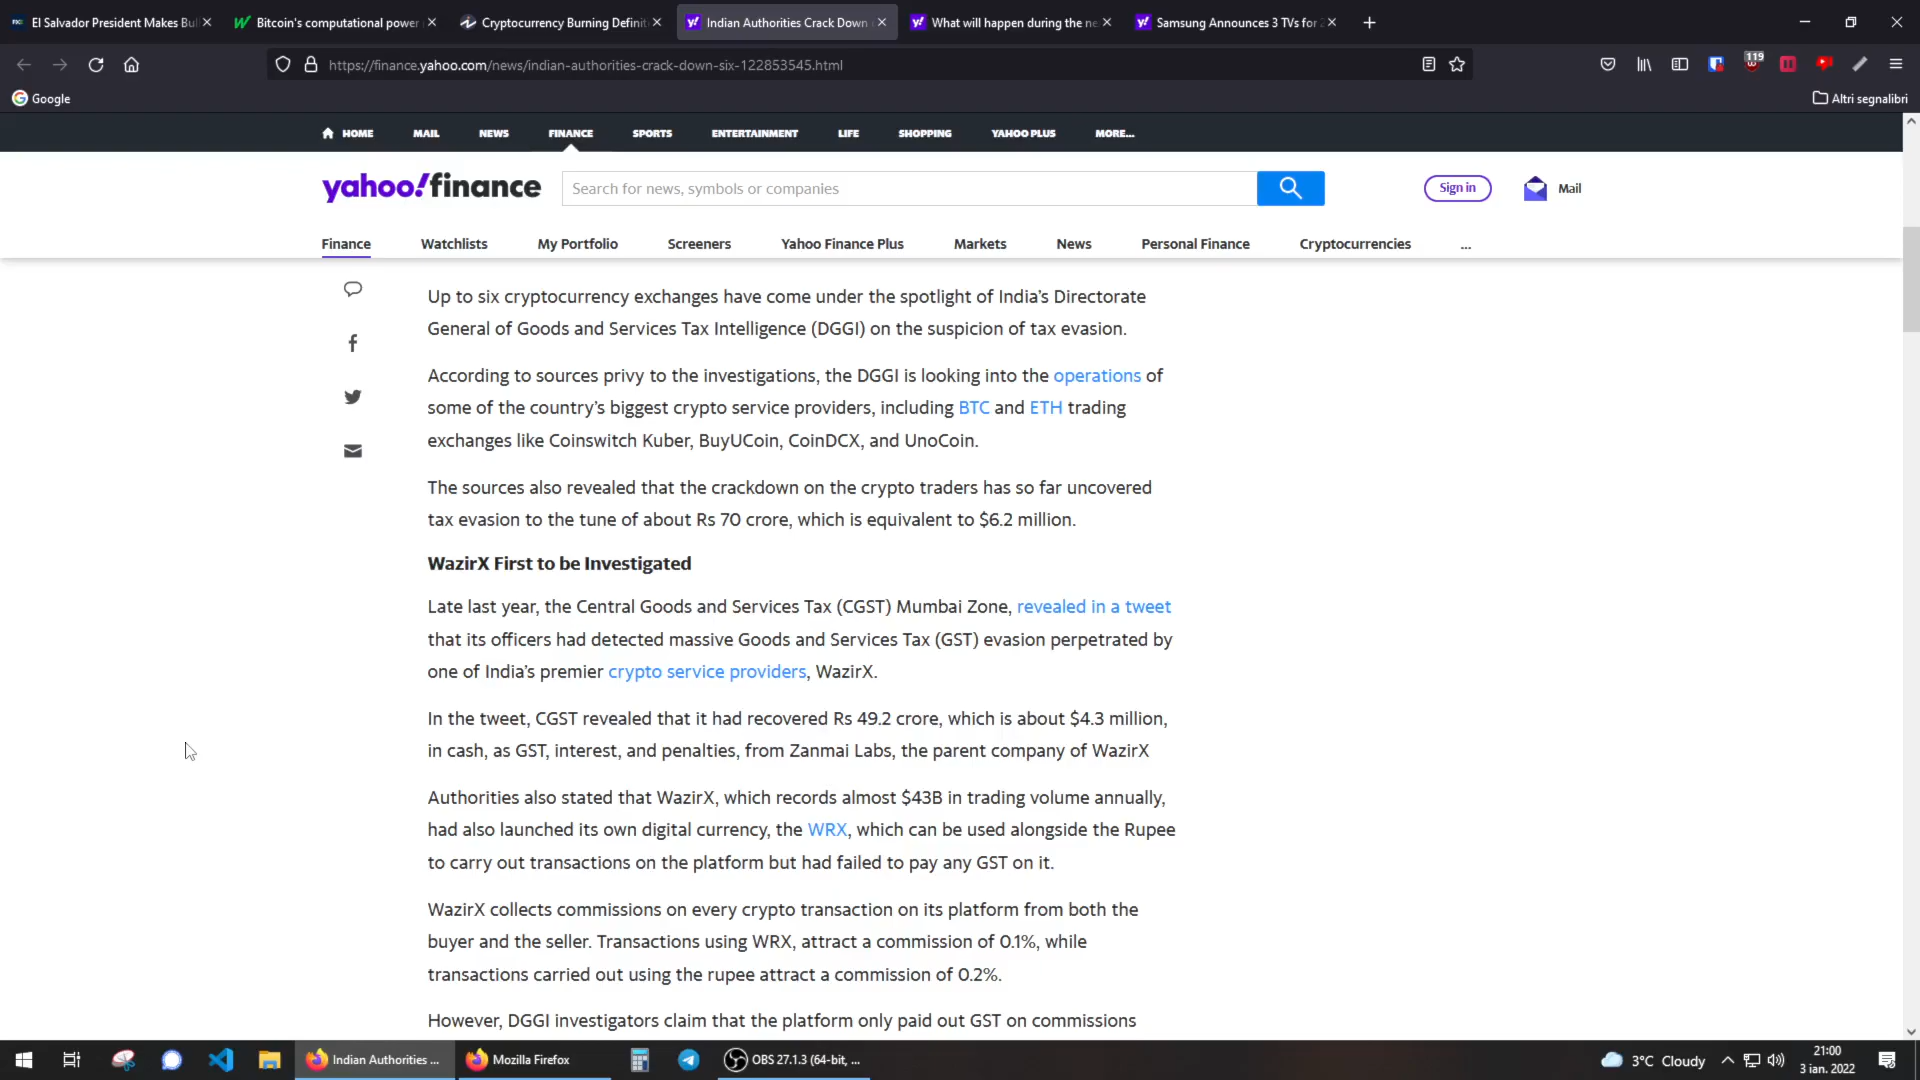 El Salvador President Makes Bul
Bitcoin's computational power
Cryptocurrency Burning Definit
Indian Authorities Crack Down
What will happen during the ne
Samsung Announces 3 TVs for 2
https://finance.yahoo.com/news/indian-authorities-crack-down-six-122853545.html
119
Google
Altri segnalibri
HOME MAIL NEWS FINANCE SPORTS ENTERTAINMENT LIFE SHOPPING YAHOO PLUS MORE...
yahoo!finance
Search for news, symbols or companies
Sign in
Mail
Finance Watchlists My Portfolio Screeners Yahoo Finance Plus Markets News Personal Finance Cryptocurrencies ...
Up to six cryptocurrency exchanges have come under the spotlight of India's Directorate
General of Goods and Services Tax Intelligence (DGGI) on the suspicion of tax evasion.
According to sources privy to the investigations, the DGGI is looking into the operations of
some of the country's biggest crypto service providers, including BTC and ETH trading
exchanges like Coinswitch Kuber, BuyUCoin, CoinDCX, and UnoCoin.
The sources also revealed that the crackdown on the crypto traders has so far uncovered
tax evasion to the tune of about Rs 70 crore, which is equivalent to $6.2 million.
WazirX First to be Investigated
Late last year, the Central Goods and Services Tax (CGST) Mumbai Zone, revealed in a tweet
that its officers had detected massive Goods and Services Tax (GST) evasion perpetrated by
one of India's premier crypto service providers, WazirX.
In the tweet, CGST revealed that it had recovered Rs 49.2 crore, which is about $4.3 million,
in cash, as GST, interest, and penalties, from Zanmai Labs, the parent company of WazirX
Authorities also stated that WazirX, which records almost $43B in trading volume annually,
had also launched its own digital currency, the WRX, which can be used alongside the Rupee
to carry out transactions on the platform but had failed to pay any GST on it.
WazirX collects commissions on every crypto transaction on its platform from both the
buyer and the seller. Transactions using WRX, attract a commission of 0.1%, while
transactions carried out using the rupee attract a commission of 0.2%.
However, DGGI investigators claim that the platform only paid out GST on commissions
Indian Authorities ...
Mozilla Firefox
OBS 27.1.3 (64-bit, ...
3°C Cloudy
21:00
3 ian. 2022